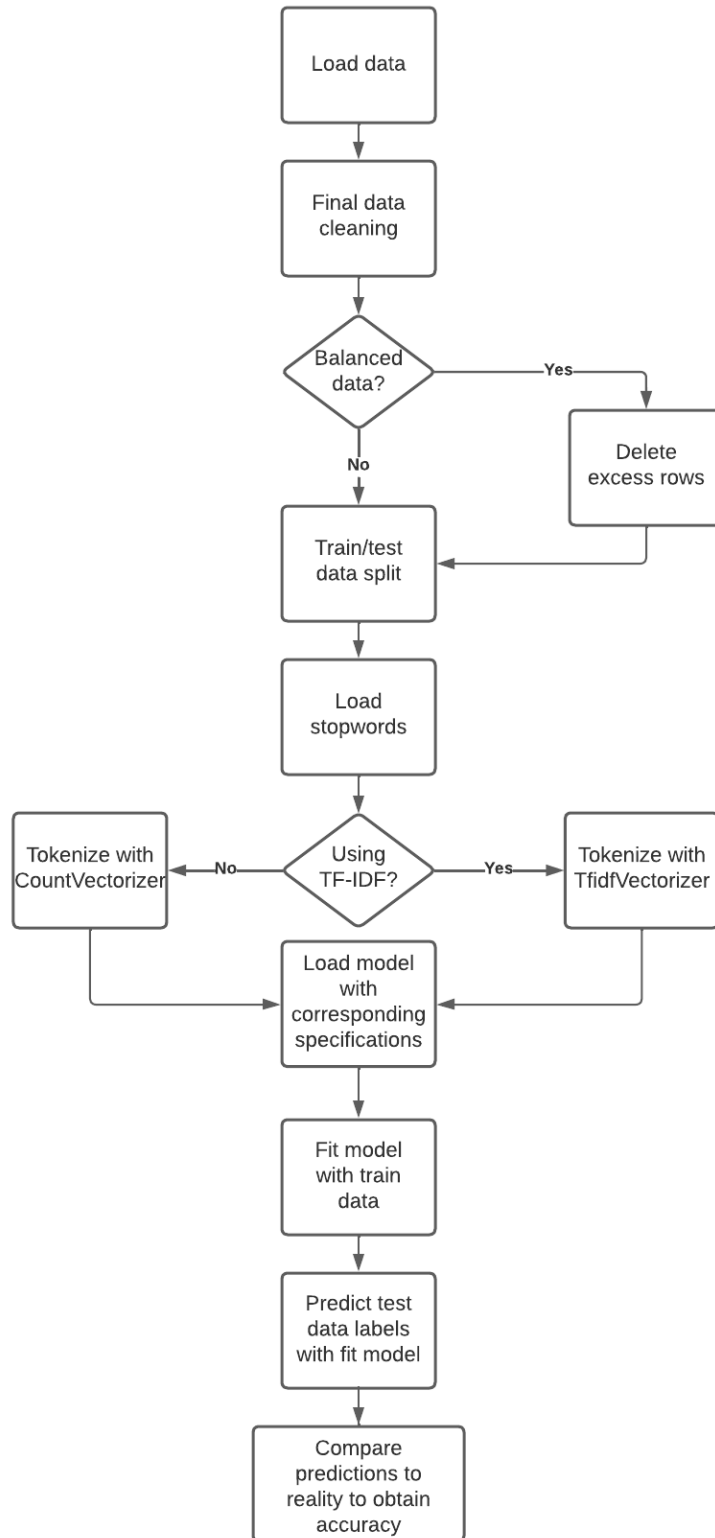 Load data
Final data
cleaning
Balanced
data?
Yes
Delete
excess rows
No
Train/test
data split
Load
stopwords
Tokenize with
CountVectorizer
No
Using
TF-IDF?
Yes
Tokenize with
TfidfVectorizer
Load model
with
corresponding
specifications
Fit model
with train
data
Predict test
data labels
with fit model
Compare
predictions to
reality to obtain
accuracy